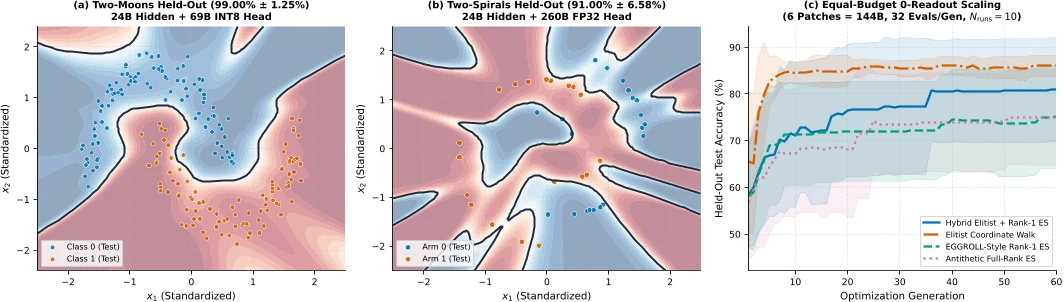 (a) Two-Moons Held-Out (99.00% ± 1.25%)
24B Hidden + 69B INT8 Head
2
1
0
−1
−2
x₂ (Standardized)
Class 0 (Test)
Class 1 (Test)
−2
−1
0
1
2
x₁ (Standardized)
(b) Two-Spirals Held-Out (91.00% ± 6.58%)
24B Hidden + 260B FP32 Head
2
1
0
−1
−2
x₂ (Standardized)
Arm 0 (Test)
Arm 1 (Test)
−2
−1
0
1
2
x₁ (Standardized)
(c) Equal-Budget 0-Readout Scaling
(6 Patches = 144B, 32 Evals/Gen, Nruns = 10)
90
80
70
60
50
Held-Out Test Accuracy (%)
Hybrid Elitist + Rank-1 ES
Elitist Coordinate Walk
EGGROLL-Style Rank-1 ES
Antithetic Full-Rank ES
10
20
30
40
50
60
Optimization Generation